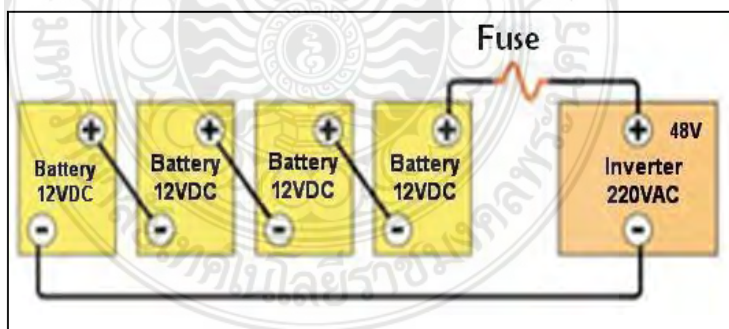 Fuse
48V
Battery
12VDC
Battery
12VDC
Battery
12VDC
Battery
12VDC
Inverter
220VAC